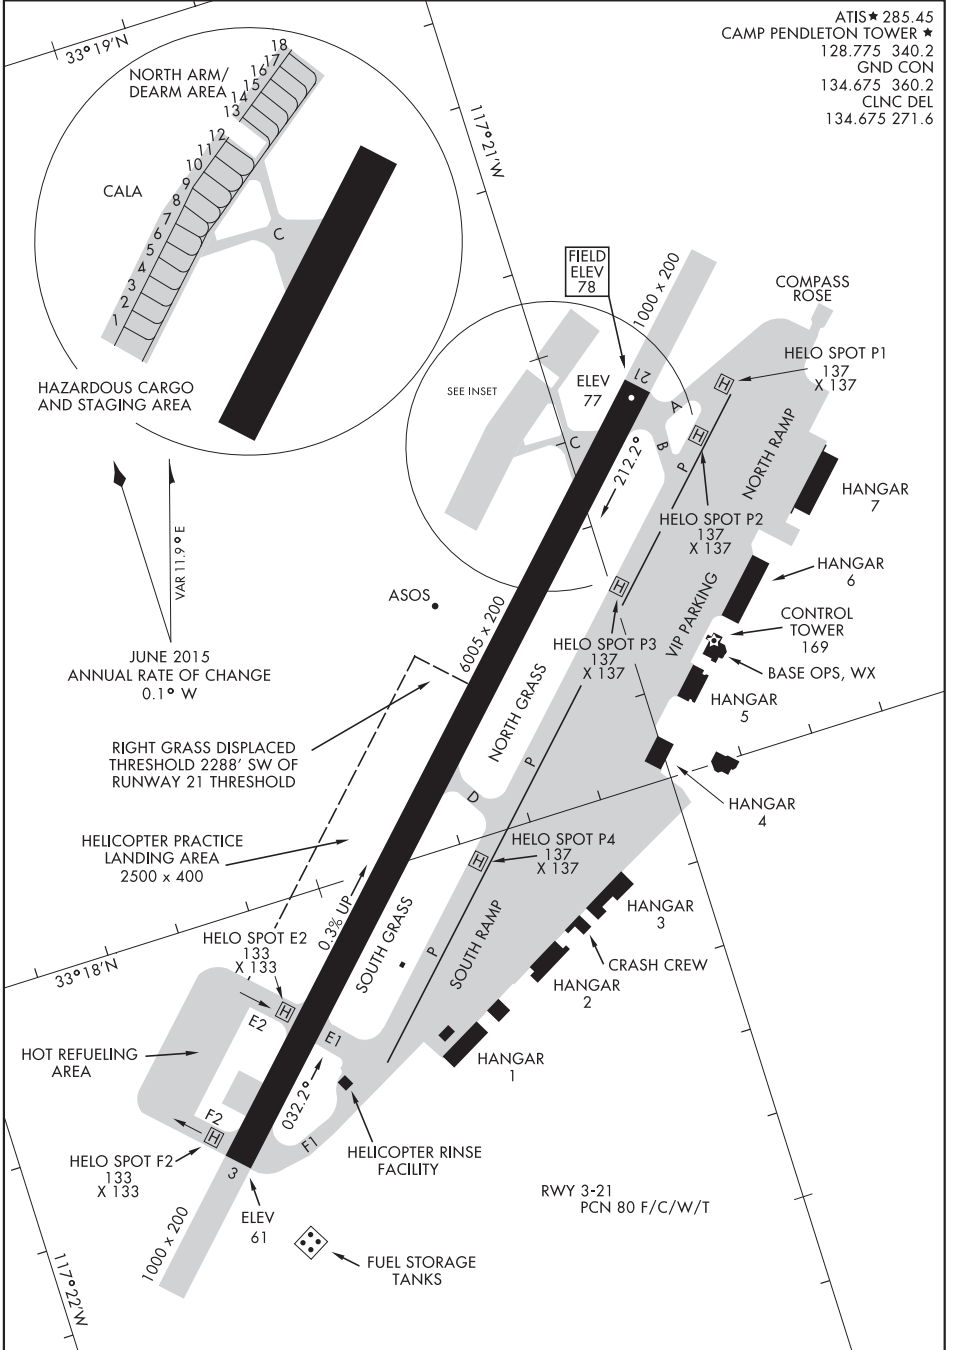 ATIS★ 285.45
CAMP PENDLETON TOWER ★
128.775 340.2
GND CON
134.675 360.2
CLNC DEL
134.675 271.6
33°19'N
NORTH ARM/
DEARM AREA
18
17
16
15
14
13
12
11
10
9
8
7
6
5
4
3
2
1
CALA
C
HAZARDOUS CARGO
AND STAGING AREA
117°21'W
FIELD
ELEV
78
1000 x 200
COMPASS
ROSE
HELO SPOT P1
137
X 137
SEE INSET
ELEV
77
21
A
B
C
P
212.2°
NORTH RAMP
HANGAR
7
HELO SPOT P2
137
X 137
VAR 11.9° E
HANGAR
6
ASOS
6005 x 200
VIP PARKING
CONTROL
TOWER
169
HELO SPOT P3
137
X 137
BASE OPS, WX
JUNE 2015
ANNUAL RATE OF CHANGE
0.1° W
HANGAR
5
NORTH GRASS
RIGHT GRASS DISPLACED
THRESHOLD 2288' SW OF
RUNWAY 21 THRESHOLD
P
D
HANGAR
4
HELICOPTER PRACTICE
LANDING AREA
2500 x 400
HELO SPOT P4
137
X 137
0.3% UP
HANGAR
3
HELO SPOT E2
133
X 133
SOUTH GRASS
P
SOUTH RAMP
33°18'N
CRASH CREW
HANGAR
2
E2
E1
HOT REFUELING
AREA
HANGAR
1
032.2°
F2
F1
HELICOPTER RINSE
FACILITY
HELO SPOT F2
133
X 133
3
RWY 3-21
PCN 80 F/C/W/T
ELEV
61
1000 x 200
FUEL STORAGE
TANKS
117°22'W
H
H
H
H
H
H